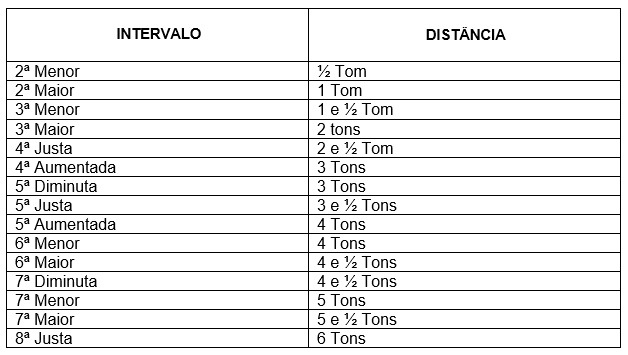 INTERVALO DISTÂNCIA
2ª Menor ½ Tom
2ª Maior 1 Tom
3ª Menor 1 e ½ Tom
3ª Maior 2 tons
4ª Justa 2 e ½ Tom
4ª Aumentada 3 Tons
5ª Diminuta 3 Tons
5ª Justa 3 e ½ Tons
5ª Aumentada 4 Tons
6ª Menor 4 Tons
6ª Maior 4 e ½ Tons
7ª Diminuta 4 e ½ Tons
7ª Menor 5 Tons
7ª Maior 5 e ½ Tons
8ª Justa 6 Tons